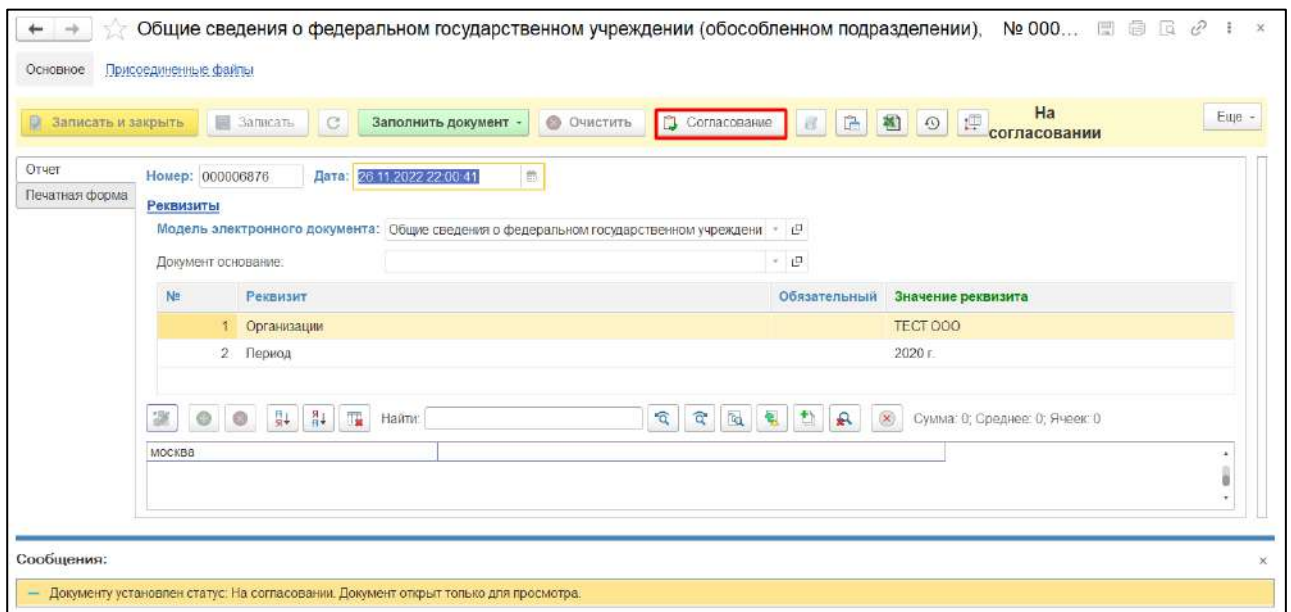 Общие сведения о федеральном государственном учреждении (обособленном подразделении), № 000...
Основное Присоединенные файлы
Записать и закрыть Записать Заполнить документ Очистить Согласование На согласовании Еще
Отчет
Печатная форма
Номер: 000006876 Дата: 26.11.2022 22:00:41
Реквизиты
Модель электронного документа: Общие сведения о федеральном государственном учреждени
Документ основание:
№ Реквизит Обязательный Значение реквизита
1 Организации ТЕСТ ООО
2 Период 2020 г.
Найти: Сумма: 0; Среднее: 0; Ячеек: 0
москва
Сообщения:
Документу установлен статус: На согласовании. Документ открыт только для просмотра.